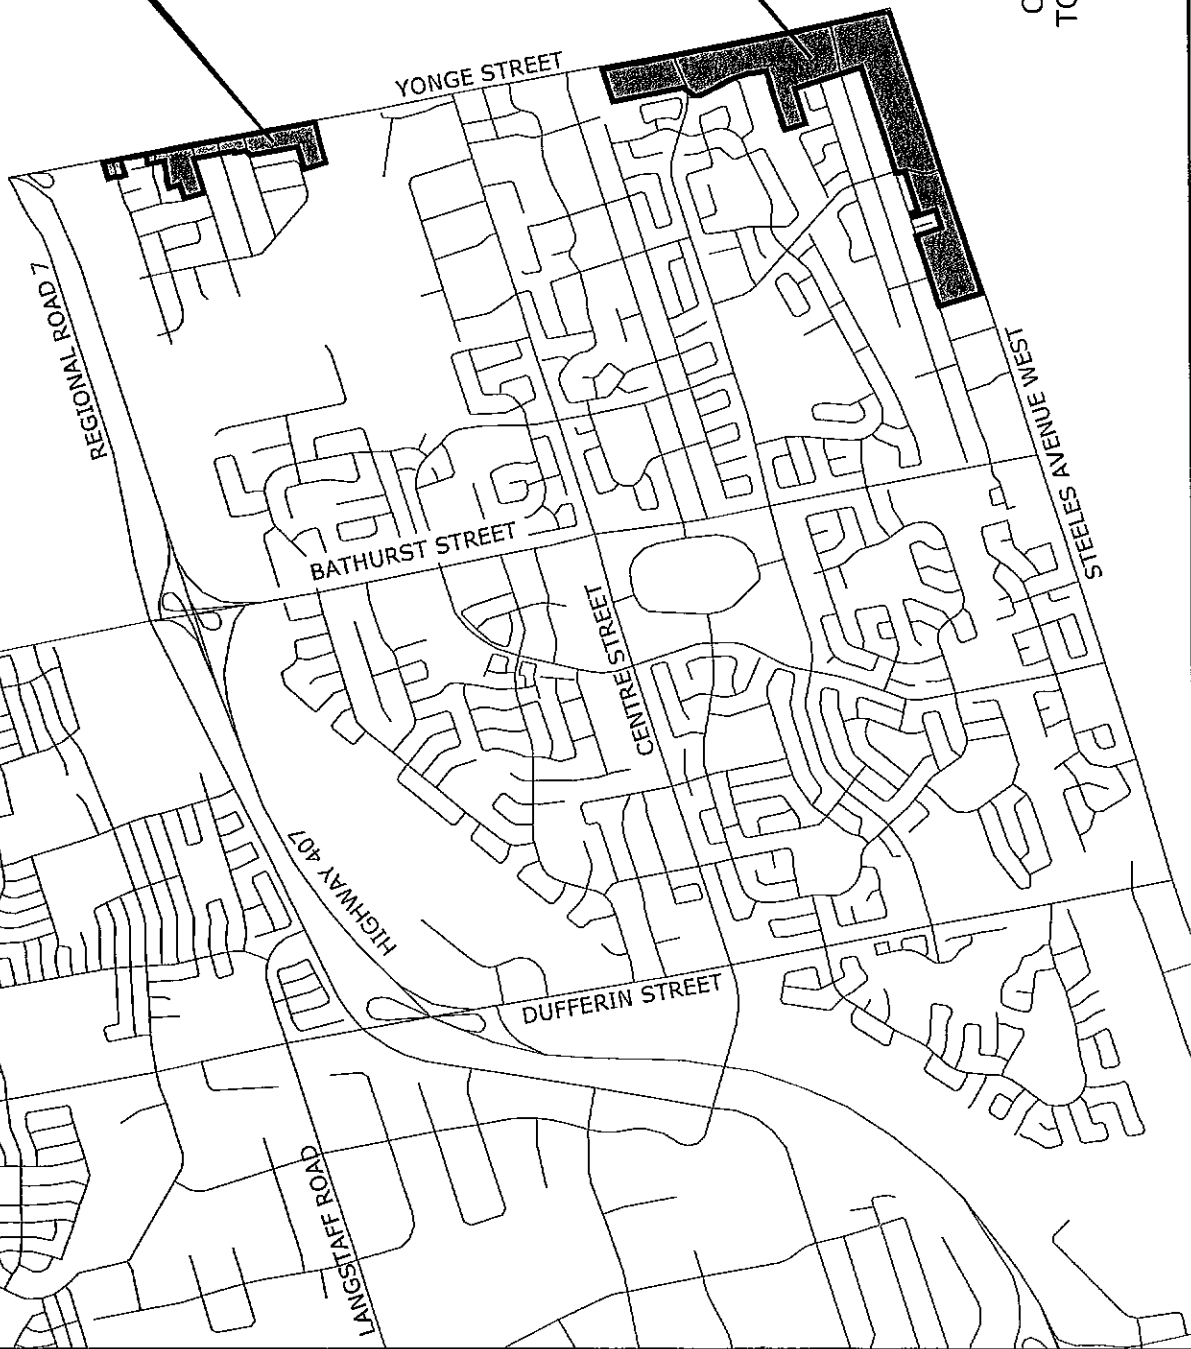 YONGE STREET
REGIONAL ROAD 7
STEELES AVENUE WEST
BATHURST STREET
CENTRE STREET
HIGHWAY 407
DUFFERIN STREET
LANGSTAFF ROAD